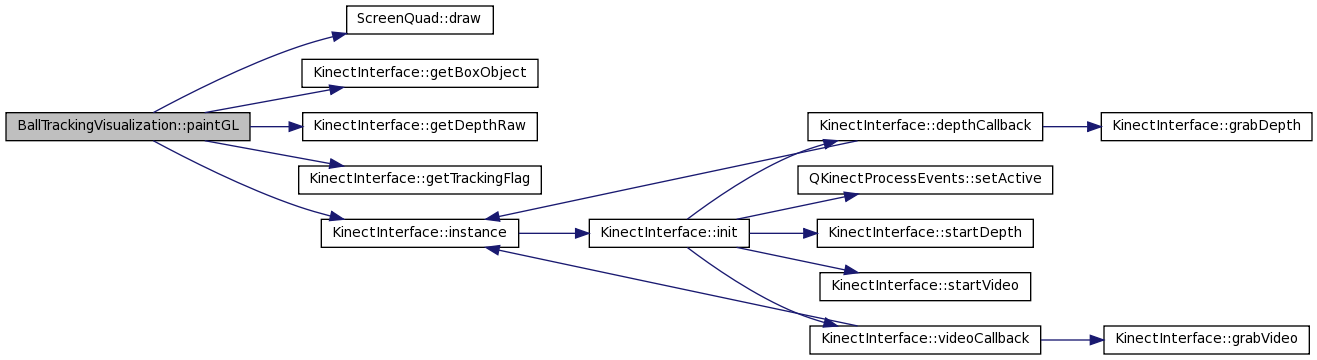 ScreenQuad::draw
KinectInterface::getBoxObject
BallTrackingVisualization::paintGL
KinectInterface::getDepthRaw
KinectInterface::depthCallback
KinectInterface::grabDepth
KinectInterface::getTrackingFlag
QKinectProcessEvents::setActive
KinectInterface::instance
KinectInterface::init
KinectInterface::startDepth
KinectInterface::startVideo
KinectInterface::videoCallback
KinectInterface::grabVideo